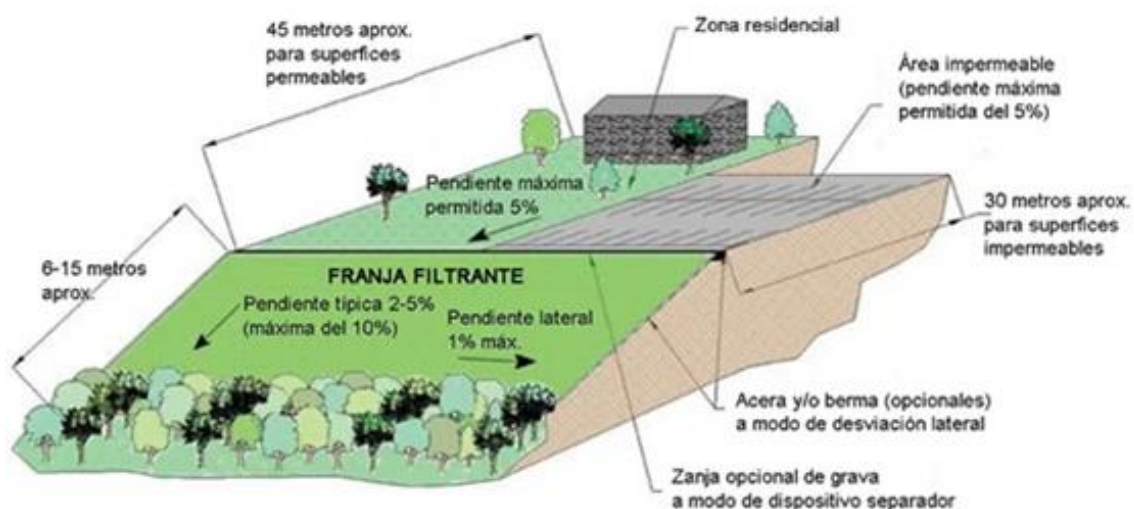 45 metros aprox.
para superfices
permeables
Zona residencial
Área impermeable
(pendiente máxima
permitida del 5%)
Pendiente máxima
permitida 5%
30 metros aprox.
para superfices
impermeables
6-15 metros
aprox.
FRANJA FILTRANTE
Pendiente típica 2-5%
(máxima del 10%)
Pendiente lateral
1% máx.
Acera y/o berma (opcionales)
a modo de desviación lateral
Zanja opcional de grava
a modo de dispositivo separador